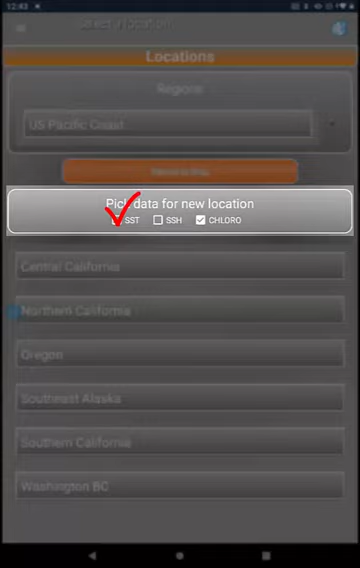 12:43
Select a location
Locations
Regions
US Pacific Coast
Pick data for new location
SST SSH CHLORO
Central California
Northern California
Oregon
Southeast Alaska
Southern California
Washington BC